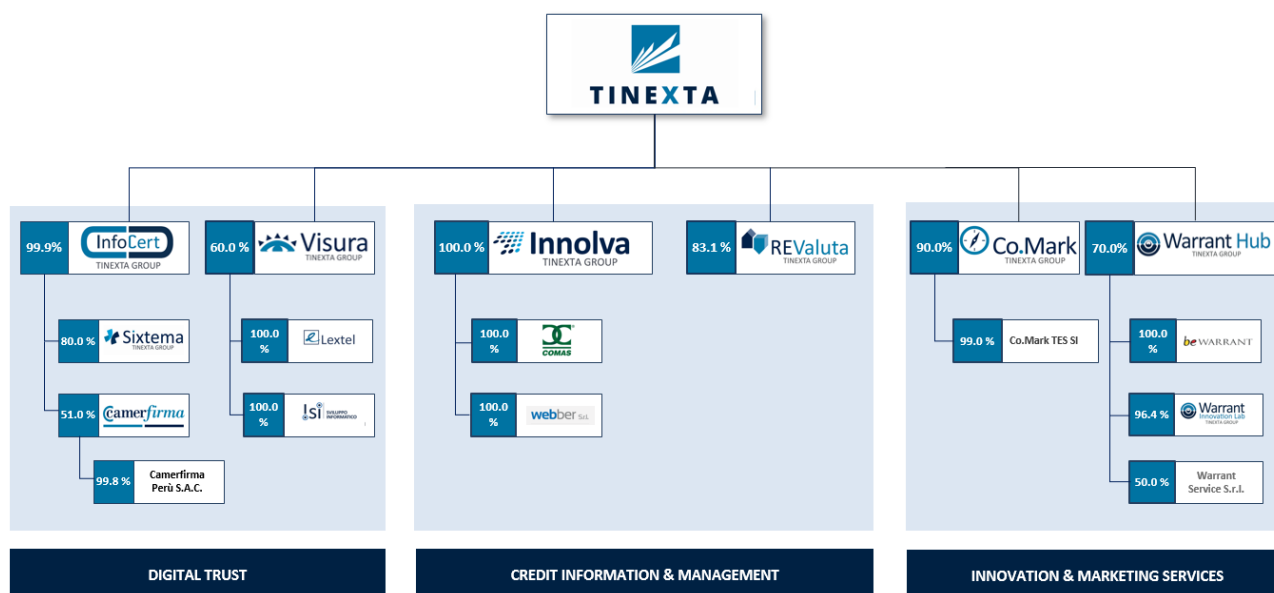 TINEXTA
99.9%
InfoCert
TINEXTA GROUP
60.0 %
Visura
TINEXTA GROUP
100.0 %
Innolva
TINEXTA GROUP
83.1 %
REValuta
TINEXTA GROUP
90.0%
Co.Mark
TINEXTA GROUP
70.0%
Warrant Hub
TINEXTA GROUP
80.0 %
Sixtema
TINEXTA GROUP
100.0
%
Lextel
100.0
%
COMAS
99.0 %
Co.Mark TES Sl
100.0
%
beWARRANT
51.0 %
Camerfirma
100.0
%
Isi
SVILUPPO
INFORMATICO
100.0
%
webber S.r.l.
96.4 %
Warrant
Innovation Lab
TINEXTA GROUP
99.8 %
Camerfirma
Perù S.A.C.
50.0 %
Warrant
Service S.r.l.
DIGITAL TRUST
CREDIT INFORMATION & MANAGEMENT
INNOVATION & MARKETING SERVICES